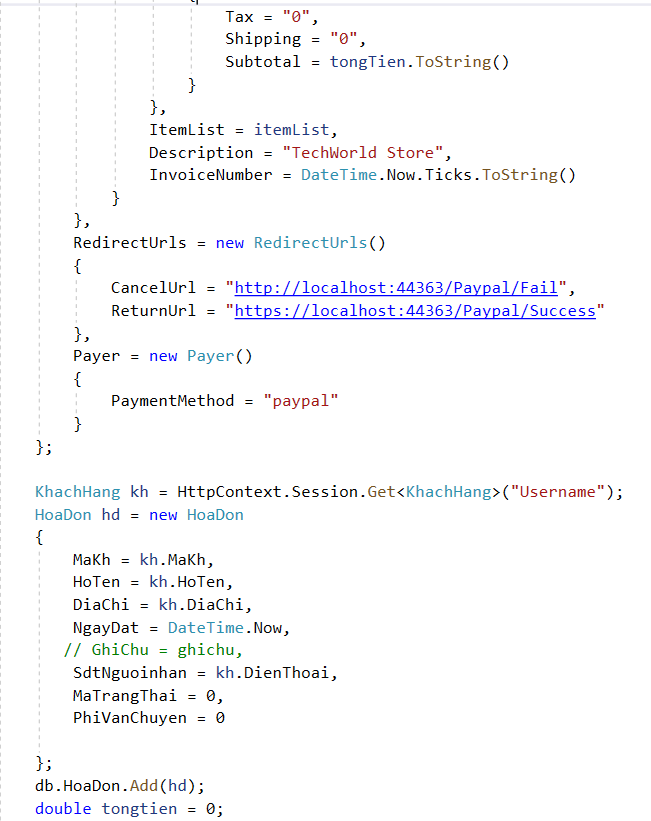 Tax = "0",
Shipping = "0",
Subtotal = tongTien.ToString()
}
},
ItemList = itemList,
Description = "TechWorld Store",
InvoiceNumber = DateTime.Now.Ticks.ToString()
}
},
RedirectUrls = new RedirectUrls()
{
CancelUrl = "http://localhost:44363/Paypal/Fail",
ReturnUrl = "https://localhost:44363/Paypal/Success"
},
Payer = new Payer()
{
PaymentMethod = "paypal"
}
};
KhachHang kh = HttpContext.Session.Get<KhachHang>("Username");
HoaDon hd = new HoaDon
{
MaKh = kh.MaKh,
HoTen = kh.HoTen,
DiaChi = kh.DiaChi,
NgayDat = DateTime.Now,
// GhiChu = ghichu,
SdtNguoinhan = kh.DienThoai,
MaTrangThai = 0,
PhiVanChuyen = 0
};
db.HoaDon.Add(hd);
double tongtien = 0;